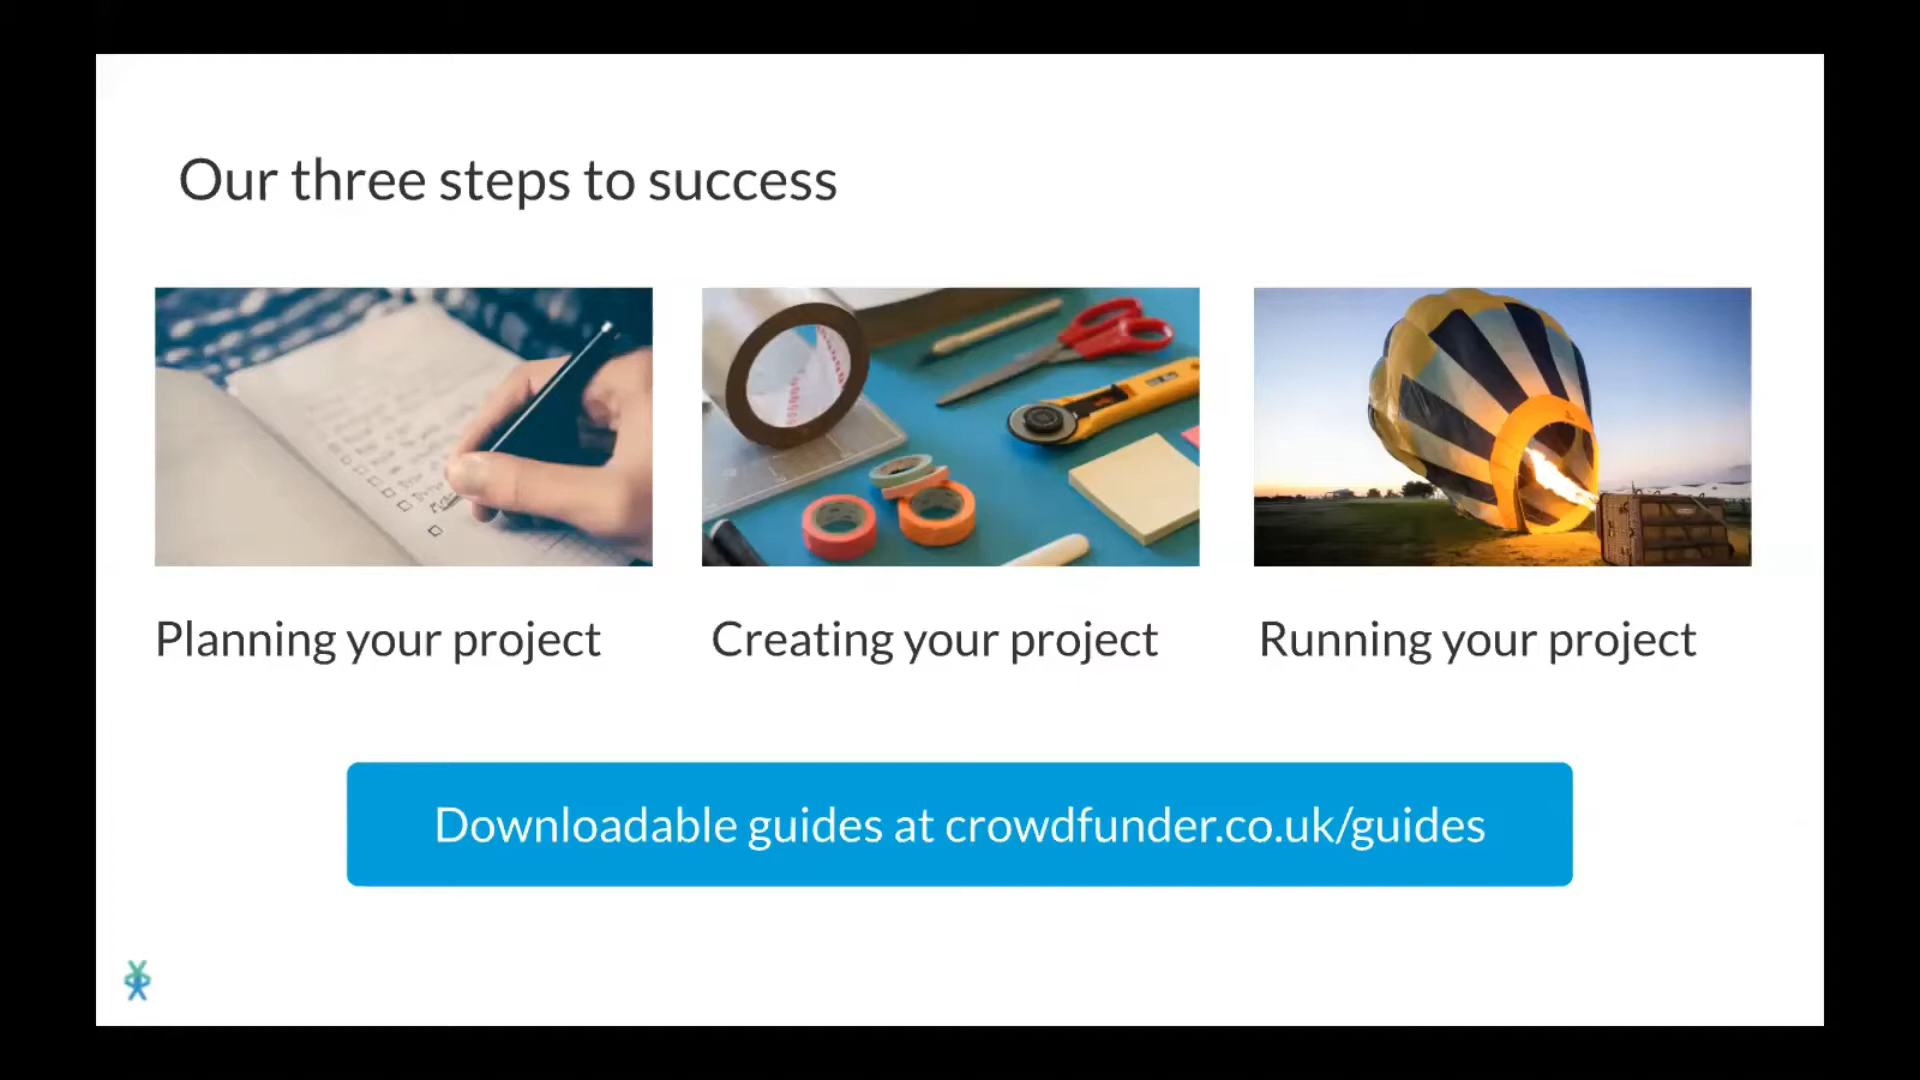 Our three steps to success
Planning your project
Creating your project
Running your project
Downloadable guides at crowdfunder.co.uk/guides